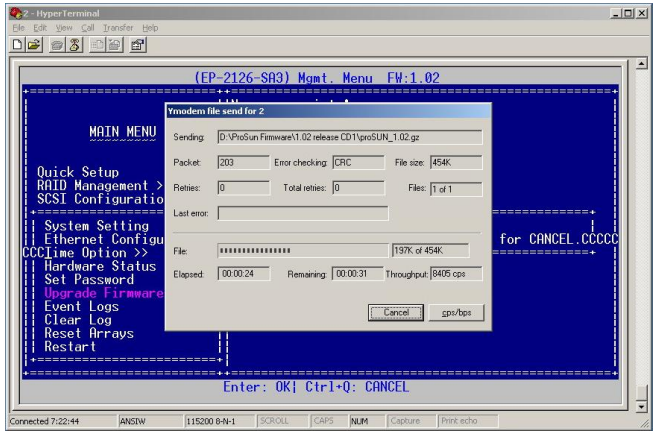 2 - HyperTerminal
File Edit View Call Transfer Help
(EP-2126-SA3) Mgmt. Menu FW:1.02
MAIN MENU
Quick Setup
RAID Management >
SCSI Configuratio
System Setting
Ethernet Configu
for CANCEL.CCCCC
CCCTime Option >>
Hardware Status
Set Password
Upgrade Firmware
Event Logs
Clear Log
Reset Arrays
Restart
Enter: OK| Ctrl+Q: CANCEL
Ymodem file send for 2
Sending: D:\ProSun Firmware\1.02 release CD1\proSUN_1.02.gz
Packet: 203 Error checking: CRC File size: 454K
Retries: 0 Total retries: 0 Files: 1 of 1
Last error:
File: 197K of 454K
Elapsed: 00:00:24 Remaining: 00:00:31 Throughput: 8405 cps
Cancel cps/bps
Connected 7:22:44 ANSIW 115200 8-N-1 SCROLL CAPS NUM Capture Print echo